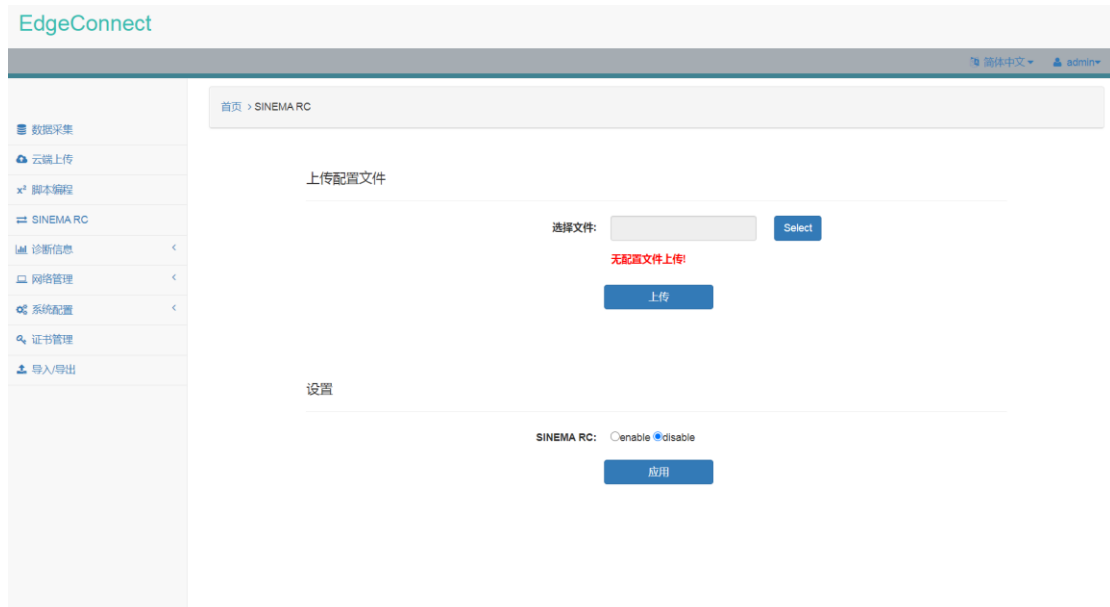 EdgeConnect
简体中文 admin
首页 > SINEMA RC
数据采集
云端上传
x² 脚本编程
SINEMA RC
诊断信息
网络管理
系统配置
证书管理
导入/导出
上传配置文件
选择文件: Select
无配置文件上传!
上传
设置
SINEMA RC: enable disable
应用